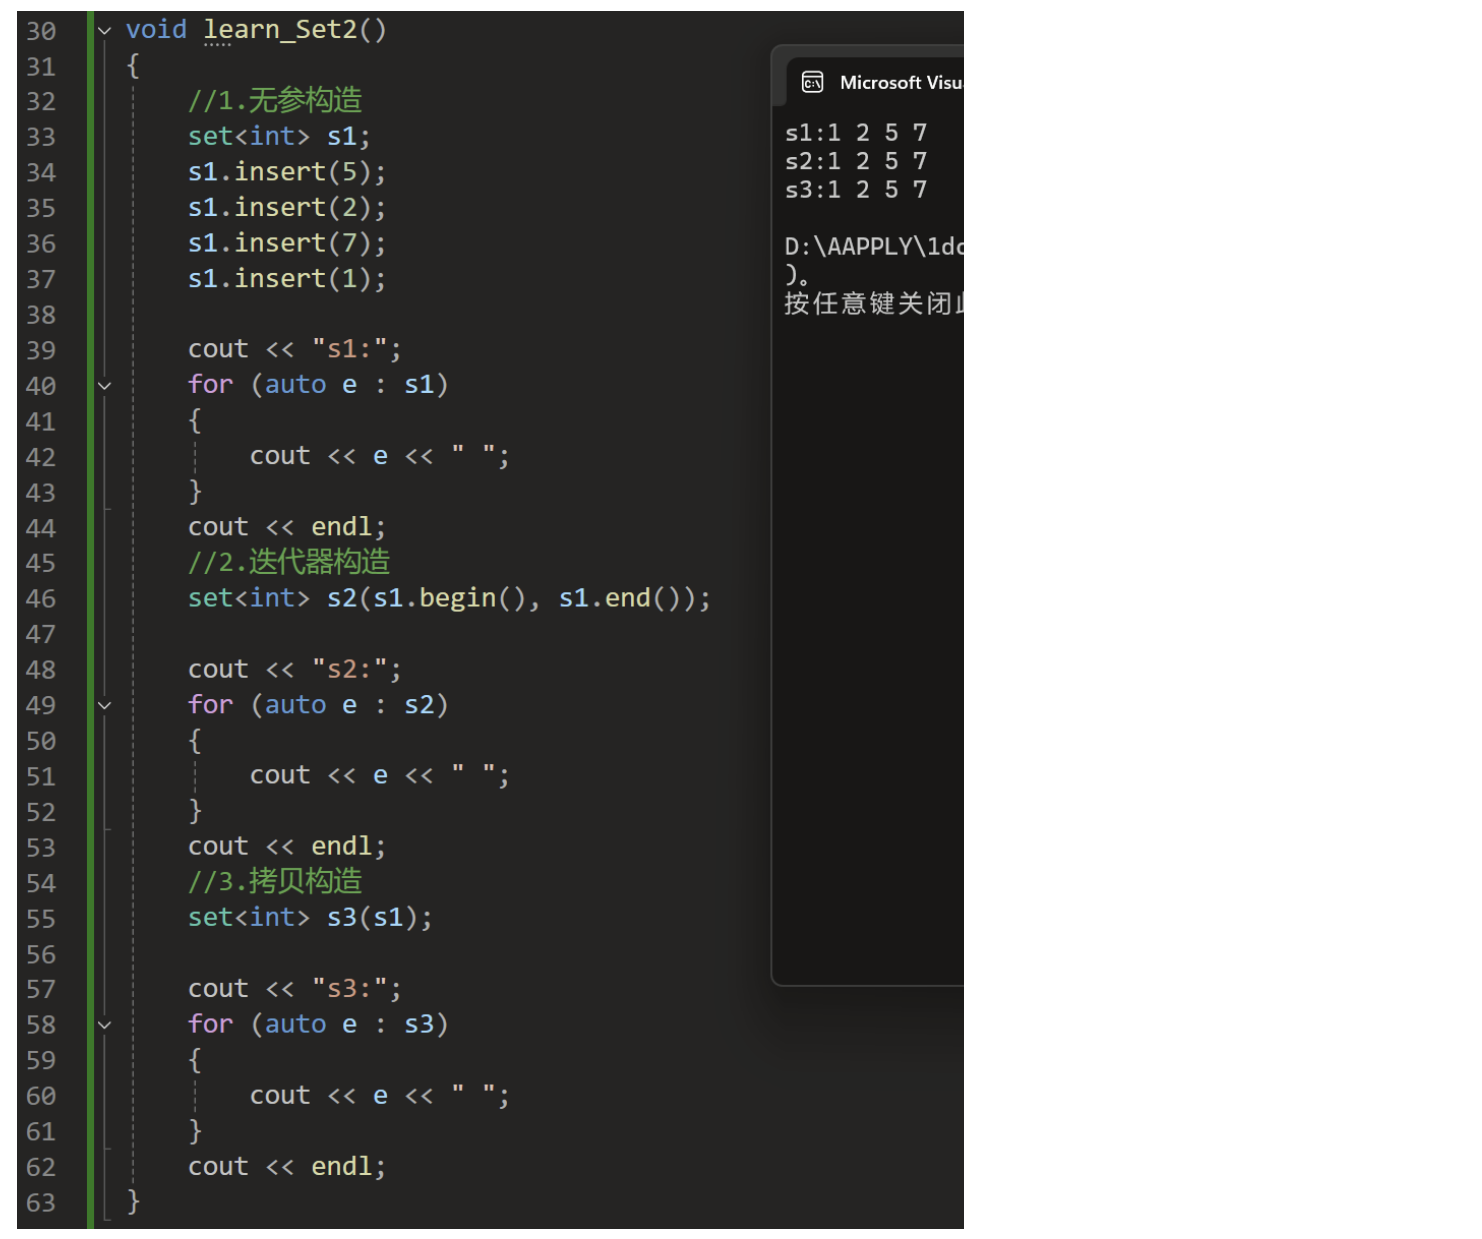 30 void learn_Set2()
31 {
32 //1.无参构造
33 set<int> s1;
34 s1.insert(5);
35 s1.insert(2);
36 s1.insert(7);
37 s1.insert(1);
38
39 cout << "s1:";
40 for (auto e : s1)
41 {
42 cout << e << " ";
43 }
44 cout << endl;
45 //2.迭代器构造
46 set<int> s2(s1.begin(), s1.end());
47
48 cout << "s2:";
49 for (auto e : s2)
50 {
51 cout << e << " ";
52 }
53 cout << endl;
54 //3.拷贝构造
55 set<int> s3(s1);
56
57 cout << "s3:";
58 for (auto e : s3)
59 {
60 cout << e << " ";
61 }
62 cout << endl;
63 }
Microsoft Visu
s1:1 2 5 7
s2:1 2 5 7
s3:1 2 5 7
D:\AAPPLY\1do
)。
按任意键关闭